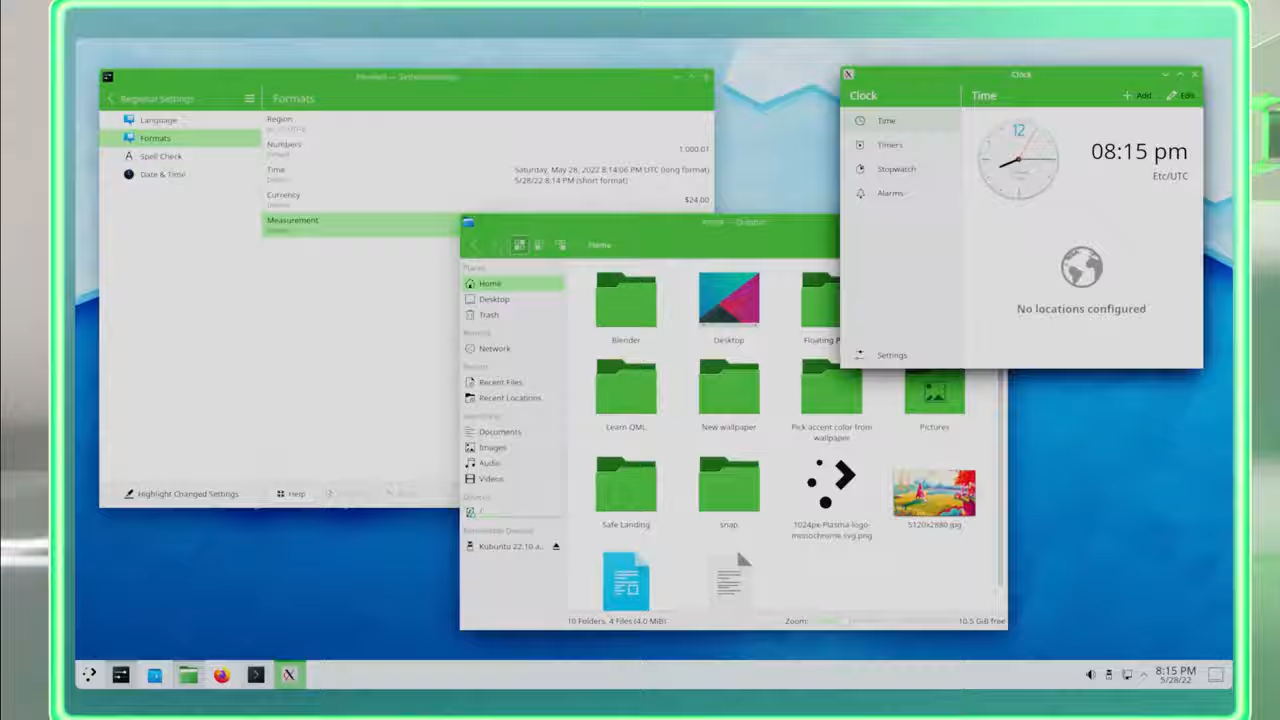 Regional Settings
Formats
Language
Formats
Spell Check
Date & Time
Region
Numbers
1,000.01
Time
Saturday, May 28, 2022 8:14:06 PM UTC (long format)
5/28/22 8:14 PM (short format)
Currency
$24.00
Measurement
Highlight Changed Settings
Help
Home
Places
Home
Desktop
Trash
Network
Recent Files
Recent Locations
Documents
Images
Audio
Videos
Kubuntu 22.10 a...
Blender
Desktop
Floating P
Learn QML
New wallpaper
Pick accent color from
wallpaper
Pictures
Safe Landing
snap
1024px-Plasma-logo-
monochrome.svg.png
5120x2880.jpg
10 Folders, 4 Files (4.0 MiB)
Zoom:
10.5 GiB free
Clock
Clock
Time
Add
Edit
Time
Timers
Stopwatch
Alarms
Settings
12
08:15 pm
Etc/UTC
No locations configured
8:15 PM
5/28/22